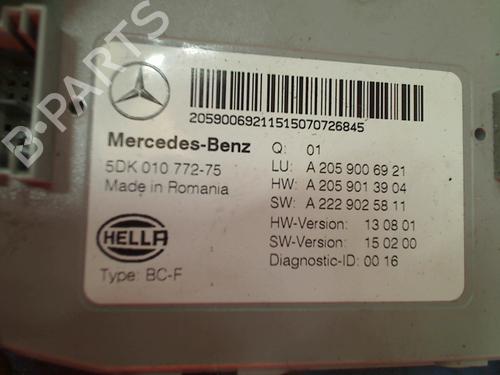 B-PARTS
20590069211515070726845
Mercedes-Benz
Q: 01
5DK 010 772-75
LU: A 205 900 69 21
Made in Romania
HW: A 205 901 39 04
SW: A 222 902 58 11
HELLA
HW-Version: 13 08 01
SW-Version: 15 02 00
Type: BC-F
Diagnostic-ID: 00 16